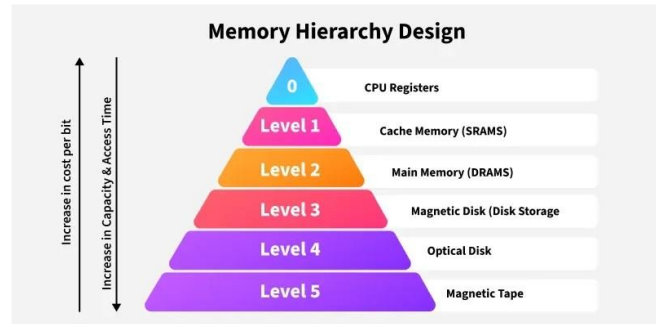 Memory Hierarchy Design
Increase in cost per bit
Increase in Capacity & Access Time
0
CPU Registers
Level 1
Cache Memory (SRAMS)
Level 2
Main Memory (DRAMS)
Level 3
Magnetic Disk (Disk Storage
Level 4
Optical Disk
Level 5
Magnetic Tape